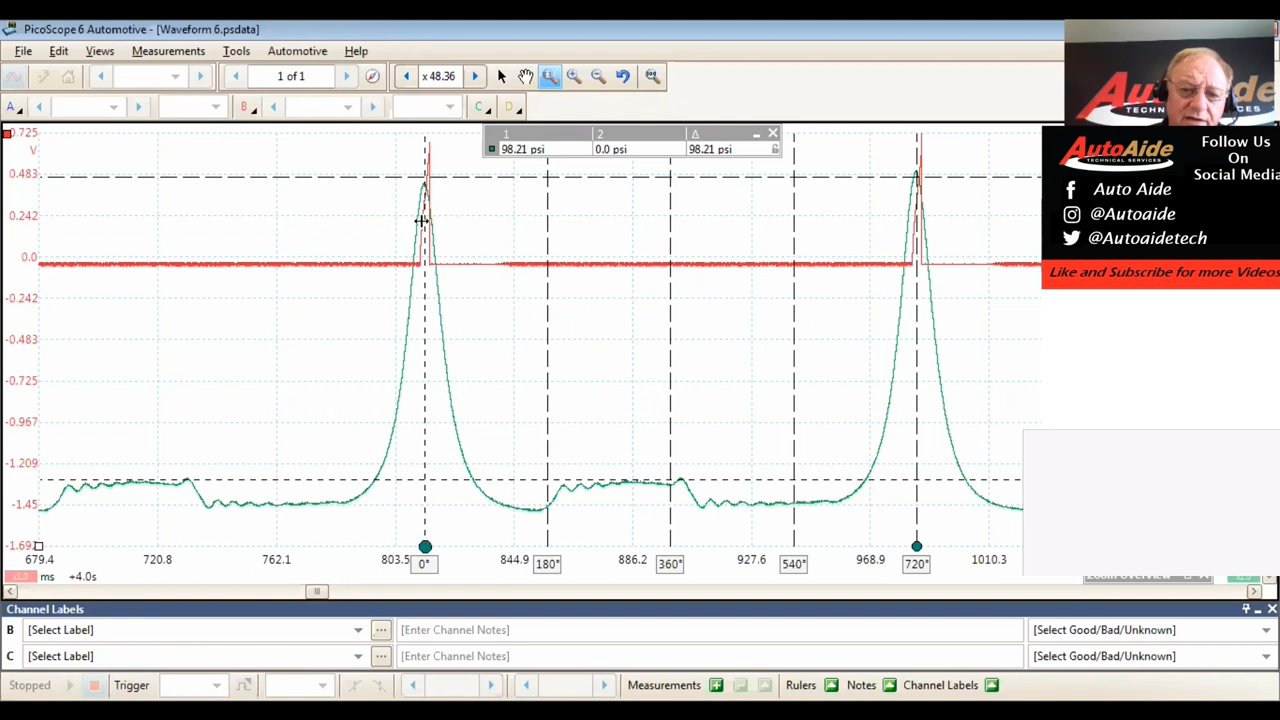 PicoScope 6 Automotive - [Waveform 6.psdata]
File Edit Views Measurements Tools Automotive Help
1 of 1
x 48.36
A B C D
0.725
V
0.483
0.242
0.0
-0.242
-0.483
-0.725
-0.967
-1.209
-1.45
1 2 Δ
98.21 psi 0.0 psi 98.21 psi
AutoAide
TECHNICAL SERVICES
Follow Us
On
Social Media
Auto Aide
@Autoaide
@Autoaidetech
Like and Subscribe for more Videos
679.4 720.8 762.1 803.5 844.9 886.2 927.6 968.9 1010.3
0° 180° 360° 540° 720°
x1.0 ms +4.0s
Channel Labels
B [Select Label] ... [Enter Channel Notes] [Select Good/Bad/Unknown]
C [Select Label] ... [Enter Channel Notes] [Select Good/Bad/Unknown]
Stopped Trigger Measurements Rulers Notes Channel Labels